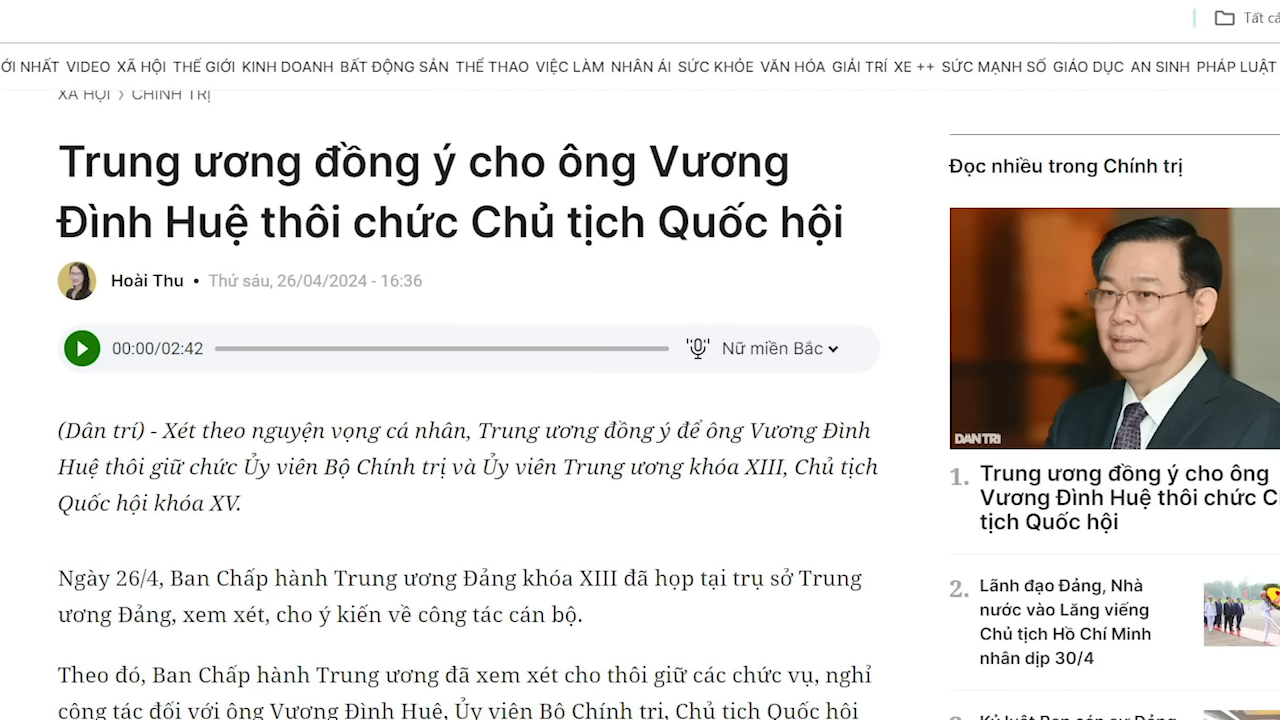 Tất cả
ỚI NHẤT VIDEO XÃ HỘI THẾ GIỚI KINH DOANH BẤT ĐỘNG SẢN THỂ THAO VIỆC LÀM NHÂN ÁI SỨC KHỎE VĂN HÓA GIẢI TRÍ XE ++ SỨC MẠNH SỐ GIÁO DỤC AN SINH PHÁP LUẬT
XÃ HỘI › CHÍNH TRỊ
Trung ương đồng ý cho ông Vương
Đình Huệ thôi chức Chủ tịch Quốc hội
Hoài Thu • Thứ sáu, 26/04/2024 - 16:36
00:00/02:42 Nữ miền Bắc
(Dân trí) - Xét theo nguyện vọng cá nhân, Trung ương đồng ý để ông Vương Đình
Huệ thôi giữ chức Ủy viên Bộ Chính trị và Ủy viên Trung ương khóa XIII, Chủ tịch
Quốc hội khóa XV.
Ngày 26/4, Ban Chấp hành Trung ương Đảng khóa XIII đã họp tại trụ sở Trung
ương Đảng, xem xét, cho ý kiến về công tác cán bộ.
Theo đó, Ban Chấp hành Trung ương đã xem xét cho thôi giữ các chức vụ, nghỉ
công tác đối với ông Vương Đình Huệ, Ủy viên Bộ Chính trị, Chủ tịch Quốc hội
Đọc nhiều trong Chính trị
DAN TRI
1. Trung ương đồng ý cho ông
Vương Đình Huệ thôi chức C
tịch Quốc hội
2. Lãnh đạo Đảng, Nhà
nước vào Lăng viếng
Chủ tịch Hồ Chí Minh
nhân dịp 30/4
Kỷ luật Ban cán sự Đảng